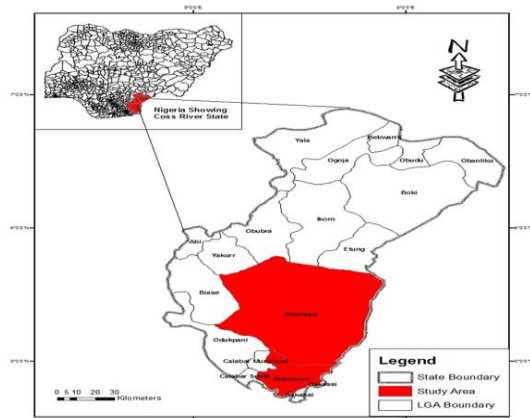 N
Nigeria Showing
Coss River State
Yala
Bekwarra
Ogoja
Obudu
Obanliku
Boki
Ikom
Obubra
Etung
Abi
Yakurr
Biase
Akamkpa
Odukpani
Calabar Municipal
Calabar South
Akpabuyo
Bakassi
Bakassi
Legend
State Boundary
Study Area
LGA Boundary
0 5 10 20 30
Kilometers